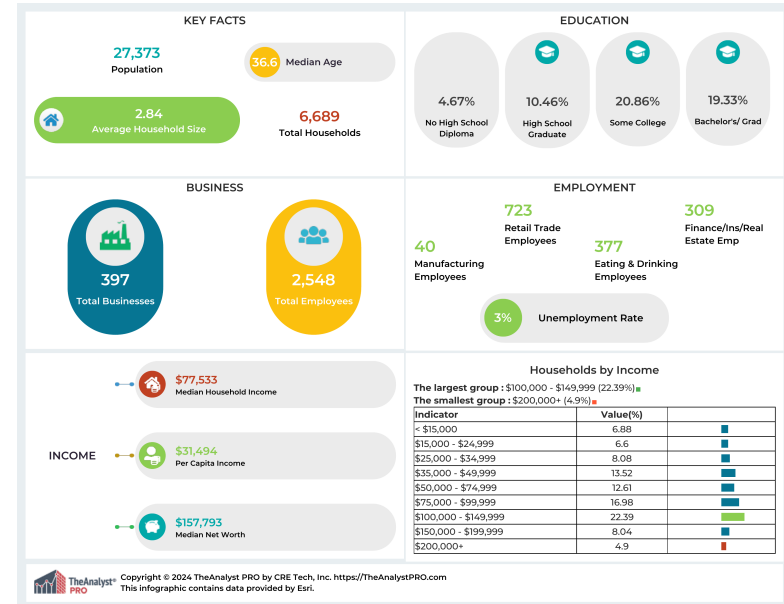 KEY FACTS
27,373
Population
36.6 Median Age
2.84
Average Household Size
6,689
Total Households
EDUCATION
4.67%
No High School
Diploma
10.46%
High School
Graduate
20.86%
Some College
19.33%
Bachelor's/ Grad
BUSINESS
397
Total Businesses
2,548
Total Employees
EMPLOYMENT
40
Manufacturing
Employees
723
Retail Trade
Employees
377
Eating & Drinking
Employees
309
Finance/Ins/Real
Estate Emp
3% Unemployment Rate
INCOME
$77,533
Median Household Income
$31,494
Per Capita Income
$157,793
Median Net Worth
Households by Income
The largest group : $100,000 - $149,999 (22.39%)
The smallest group : $200,000+ (4.9%)
Indicator Value(%)
< $15,000 6.88
$15,000 - $24,999 6.6
$25,000 - $34,999 8.08
$35,000 - $49,999 13.52
$50,000 - $74,999 12.61
$75,000 - $99,999 16.98
$100,000 - $149,999 22.39
$150,000 - $199,999 8.04
$200,000+ 4.9
TheAnalyst®
PRO
Copyright © 2024 TheAnalyst PRO by CRE Tech, Inc. https://TheAnalystPRO.com
This infographic contains data provided by Esri.